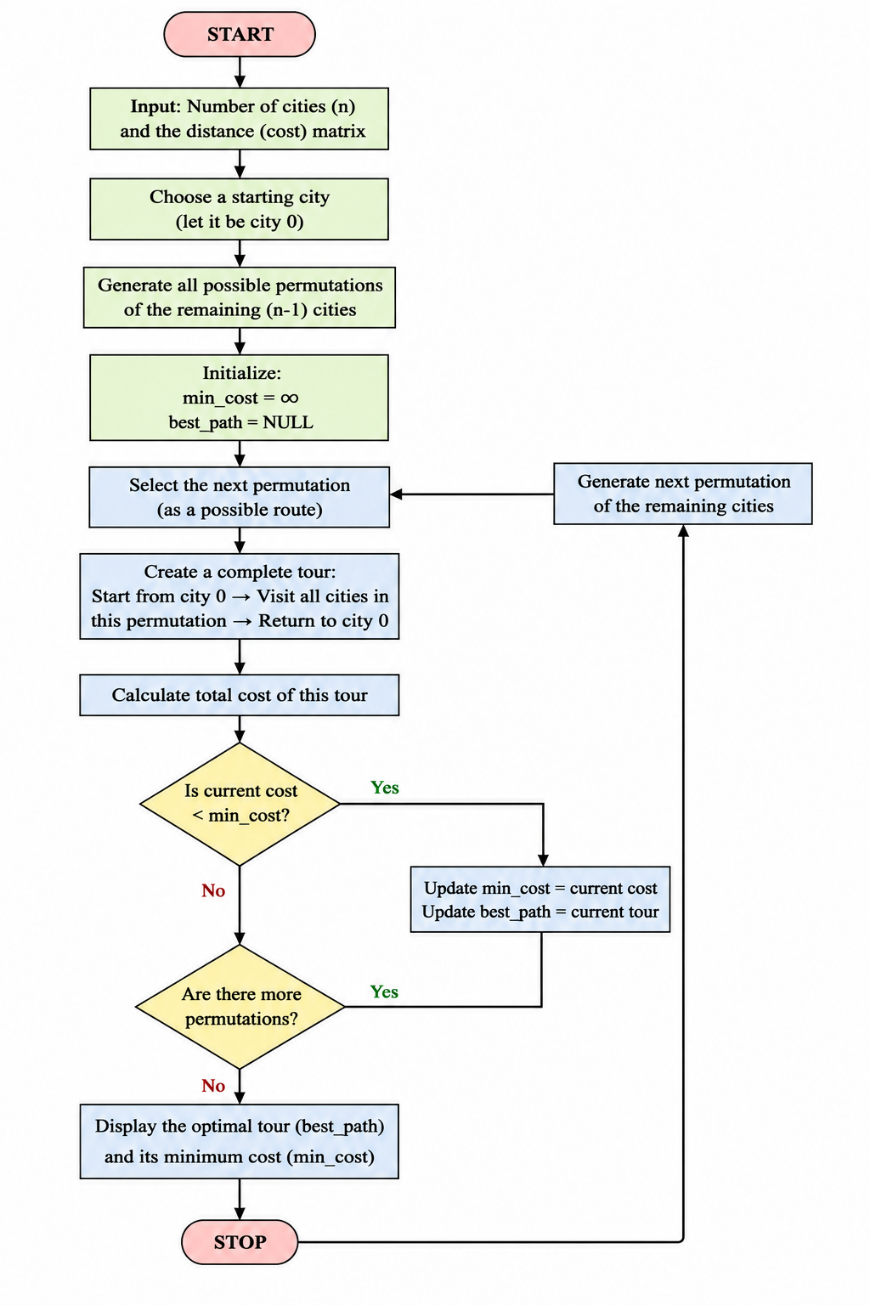 START
Input: Number of cities (n)
and the distance (cost) matrix
Choose a starting city
(let it be city 0)
Generate all possible permutations
of the remaining (n-1) cities
Initialize:
min_cost = ∞
best_path = NULL
Select the next permutation
(as a possible route)
Generate next permutation
of the remaining cities
Create a complete tour:
Start from city 0 → Visit all cities in
this permutation → Return to city 0
Calculate total cost of this tour
Is current cost
< min_cost?
Yes
No
Update min_cost = current cost
Update best_path = current tour
Are there more
permutations?
Yes
No
Display the optimal tour (best_path)
and its minimum cost (min_cost)
STOP